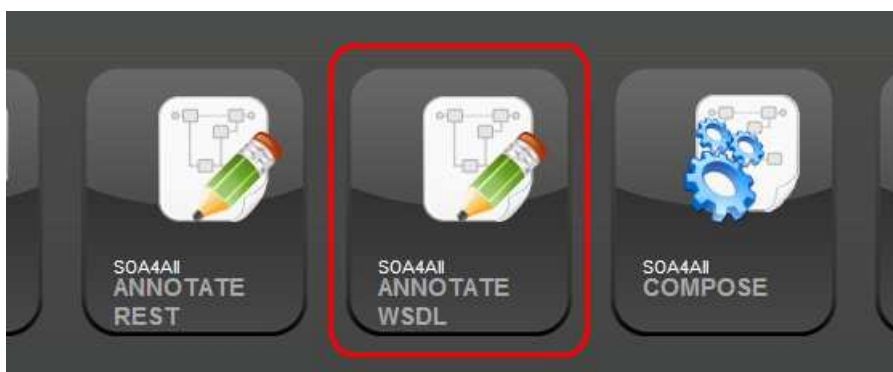 SOA4All
ANNOTATE
REST
SOA4All
ANNOTATE
WSDL
SOA4All
COMPOSE